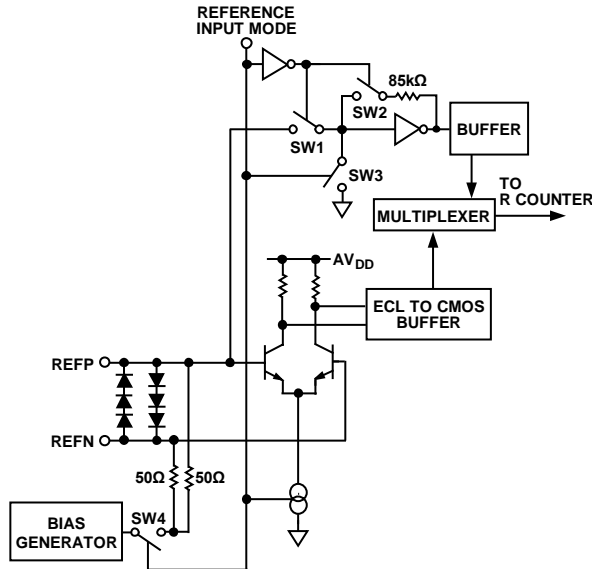 REFERENCE
INPUT MODE
85kΩ
SW2
BUFFER
SW1
SW3
TO
R COUNTER
MULTIPLEXER
AVDD
ECL TO CMOS
BUFFER
REFP
REFN
50Ω
50Ω
SW4
BIAS
GENERATOR